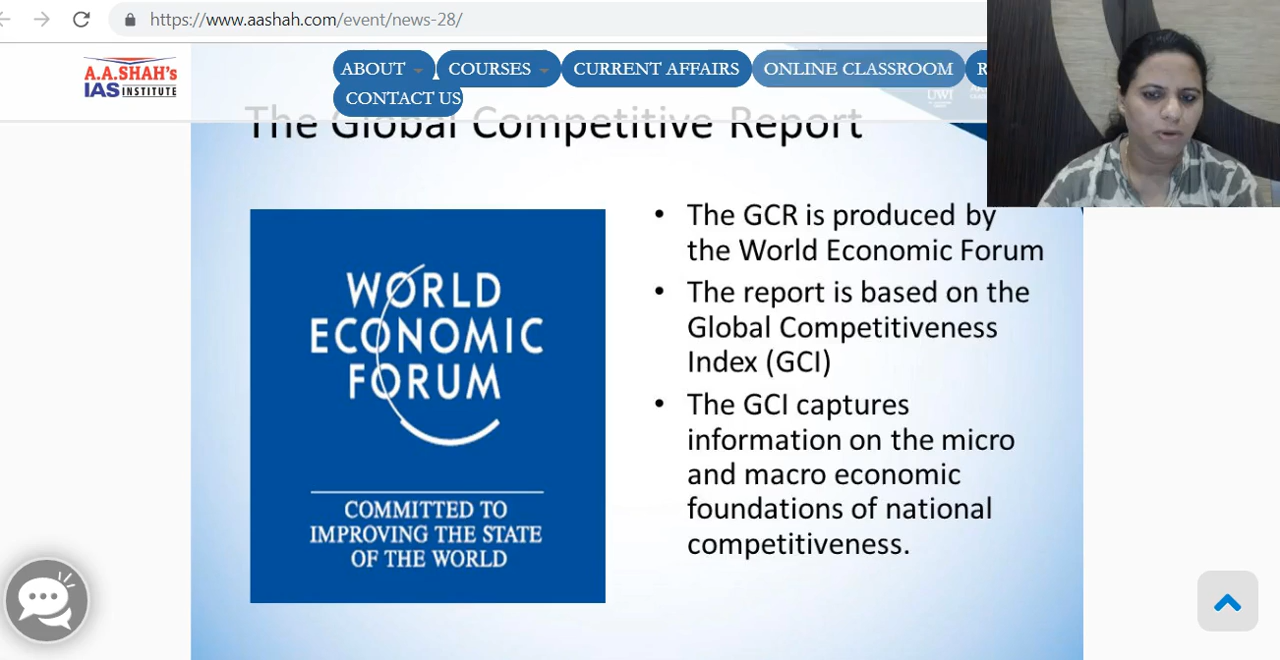 https://www.aashah.com/event/news-28/
A.A.SHAH's
IAS INSTITUTE
ABOUT
COURSES
CURRENT AFFAIRS
ONLINE CLASSROOM
R
CONTACT US
UWI
The Global Competitive Report
WORLD
ECONOMIC
FORUM
COMMITTED TO
IMPROVING THE STATE
OF THE WORLD
• The GCR is produced by
the World Economic Forum
• The report is based on the
Global Competitiveness
Index (GCI)
• The GCI captures
information on the micro
and macro economic
foundations of national
competitiveness.